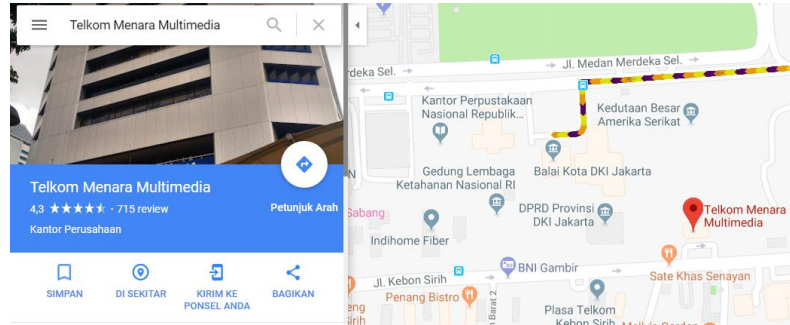 Telkom Menara Multimedia
Telkom Menara Multimedia
4,3 ★★★★★ · 715 review
Petunjuk Arah
Kantor Perusahaan
SIMPAN
DI SEKITAR
KIRIM KE
PONSEL ANDA
BAGIKAN
rdeka Sel.
Jl. Medan Merdeka Sel.
Kantor Perpustakaan
Nasional Republik...
Kedutaan Besar
Amerika Serikat
N
Gedung Lembaga
Ketahanan Nasional RI
Balai Kota DKI Jakarta
Sabang
DPRD Provinsi
DKI Jakarta
Telkom Menara
Multimedia
Indihome Fiber
BNI Gambir
Sate Khas Senayan
Jl. Kebon Sirih
Penang Bistro
eng
Sirih
Barat 2
Plasa Telkom
Kebon Sirih